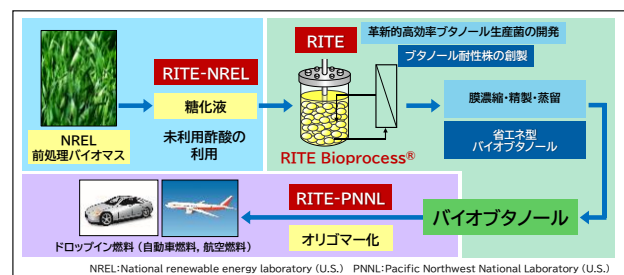 NREL
前処理バイオマス
RITE-NREL
糖化液
未利用酢酸の
利用
RITE
革新的高効率ブタノール生産菌の開発
ブタノール耐性株の創製
RITE Bioprocess®
膜濃縮・精製・蒸留
省エネ型
バイオブタノール
バイオブタノール
RITE-PNNL
オリゴマー化
ドロップイン燃料（自動車燃料, 航空燃料）
NREL：National renewable energy laboratory (U.S.)　PNNL：Pacific Northwest National Laboratory (U.S.)